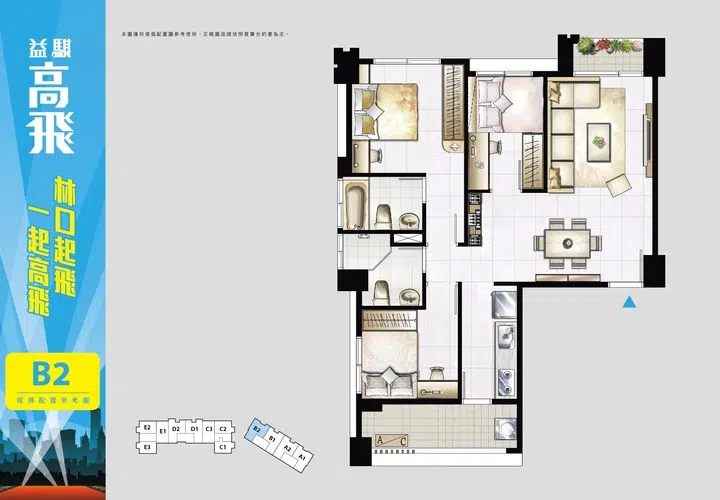 益騏
高飛
林口起飛
一起高飛
B2
傢俱配置參考圖
本圖僅供傢俱配置圖參考使用，正確圖說請依照買賣合約書為主。
A C
E2 E1 D2 D1 C3 C2
E3 C1
B2 B1 A2 A1